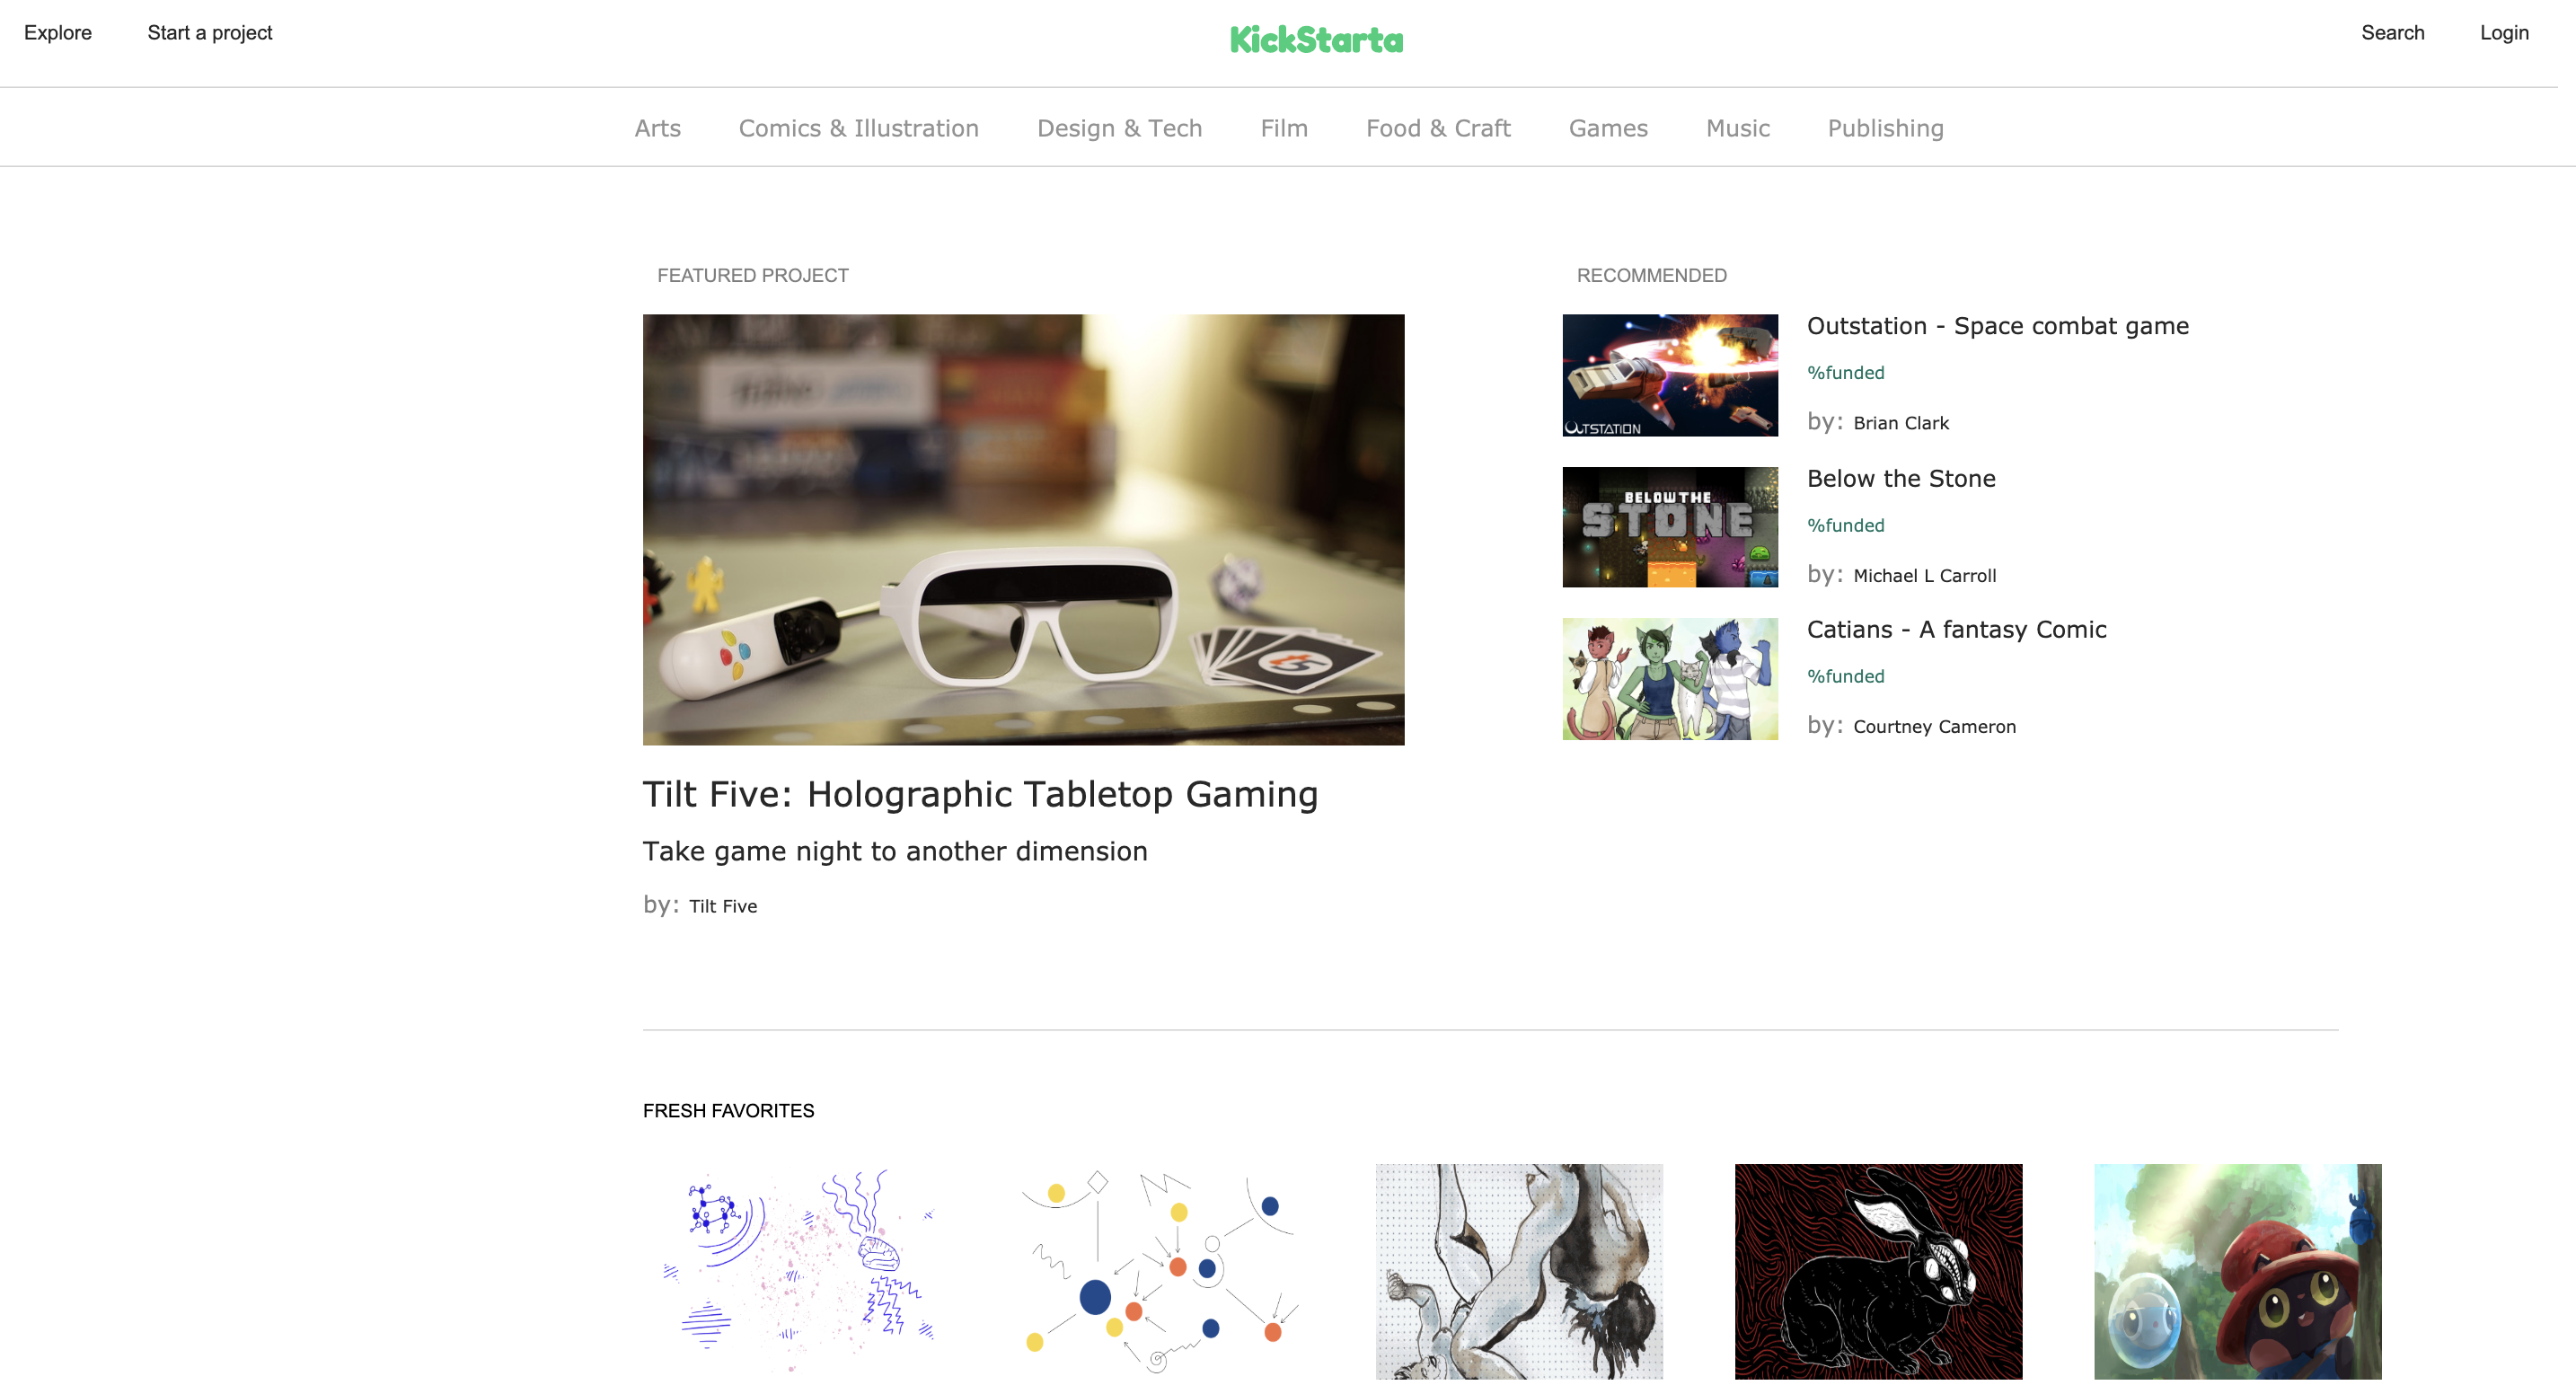 Explore Start a project KickStarta Search Login
Arts Comics & Illustration Design & Tech Film Food & Craft Games Music Publishing
FEATURED PROJECT
Tilt Five: Holographic Tabletop Gaming
Take game night to another dimension
by: Tilt Five
RECOMMENDED
OUTSTATION
Outstation - Space combat game
%funded
by: Brian Clark
BELOW THE
STONE
Below the Stone
%funded
by: Michael L Carroll
Catians - A fantasy Comic
%funded
by: Courtney Cameron
FRESH FAVORITES